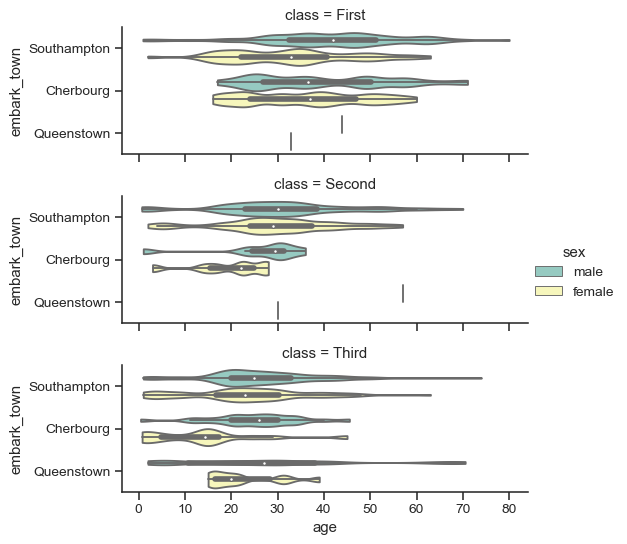 class = First
embark_town
Southampton
Cherbourg
Queenstown
class = Second
embark_town
Southampton
Cherbourg
Queenstown
sex
male
female
class = Third
embark_town
Southampton
Cherbourg
Queenstown
0 10 20 30 40 50 60 70 80
age